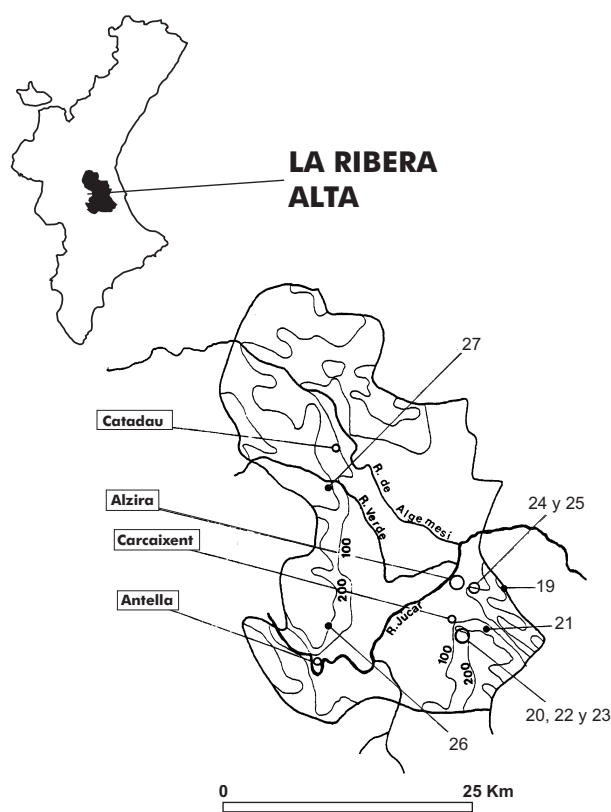 LA RIBERA
ALTA
27
Catadau
R. de Algemesí
R. Verde
Alzira
24 y 25
Carcaixent
100
19
Antella
200
R. Júcar
21
100
200
20, 22 y 23
26
0 25 Km